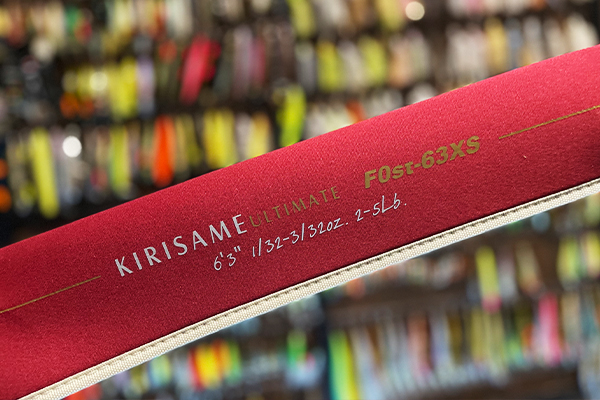 KIRISAME ULTIMATE F0st-63XS
6'3" 1/32-3/32oz. 2-5Lb.